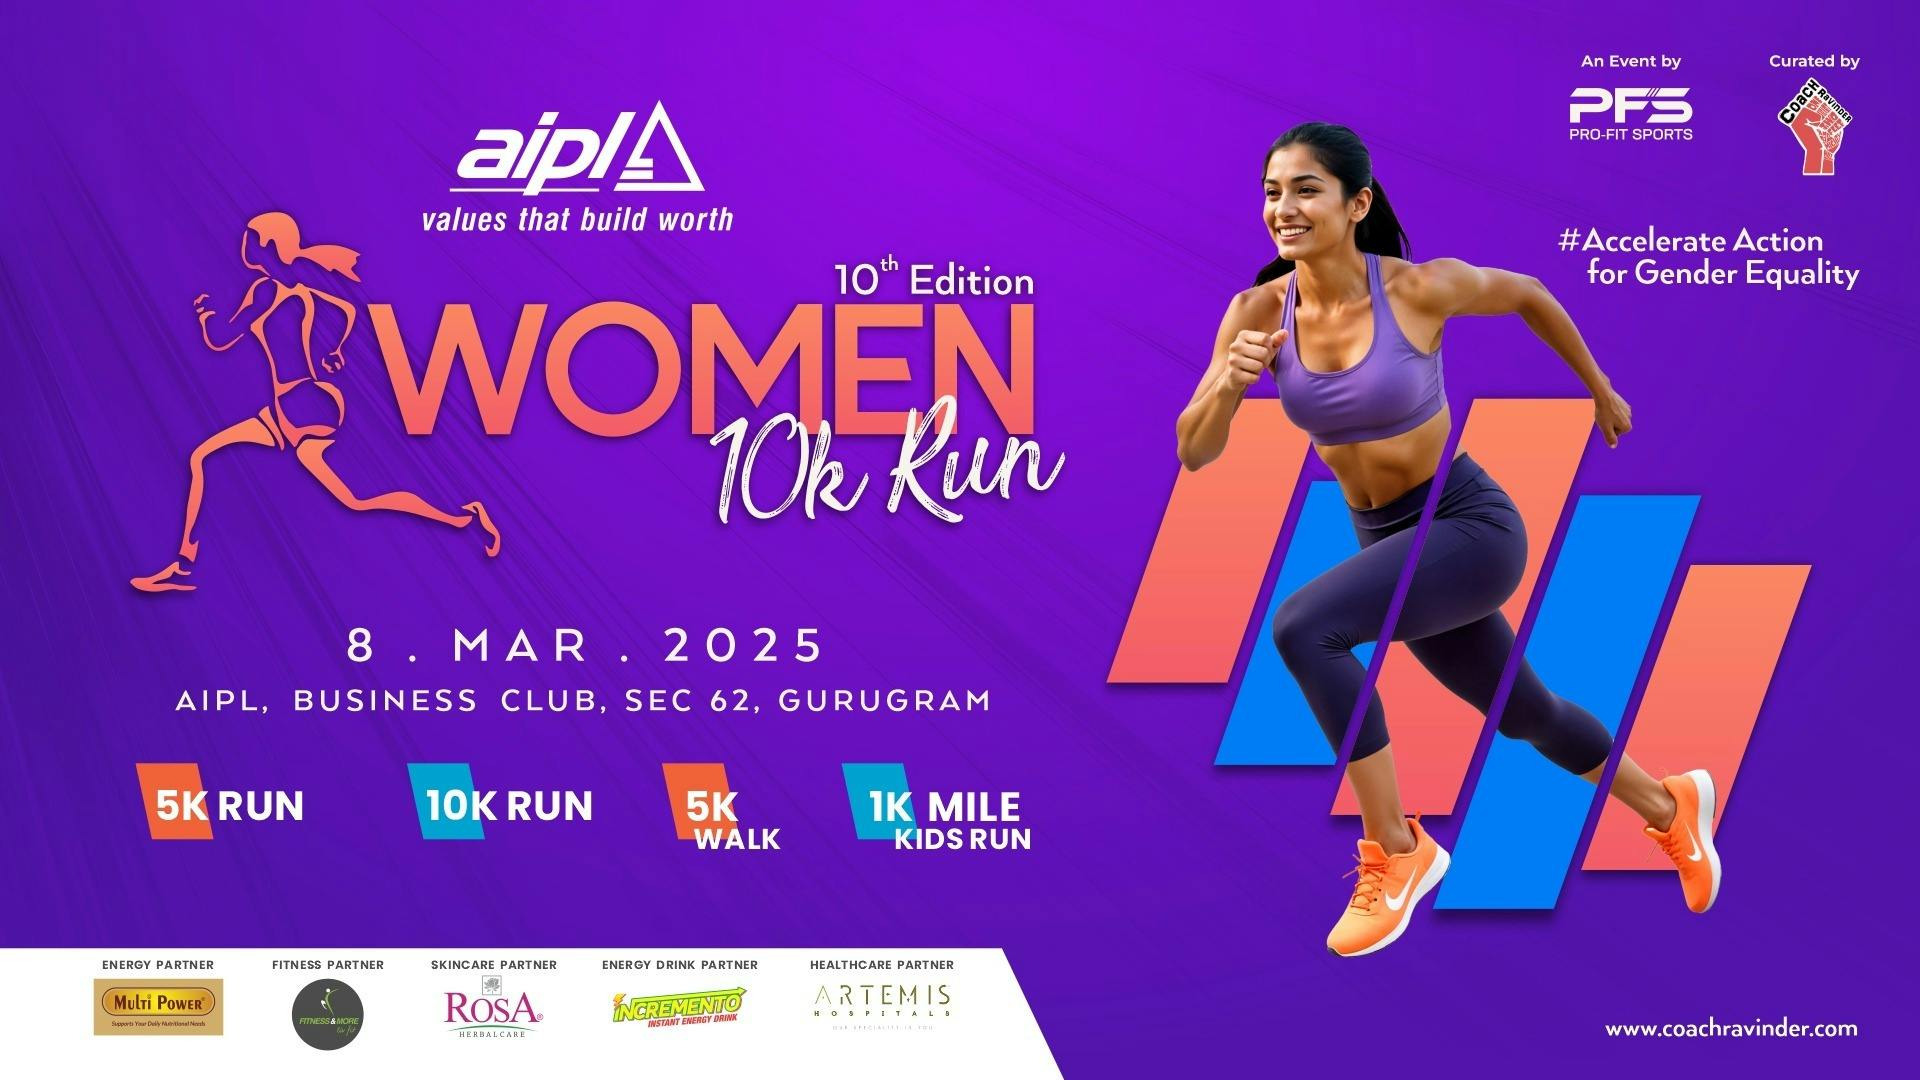 An Event by
PFS
PRO-FIT SPORTS
Curated by
COACH
Ravinder
aipl
values that build worth
#Accelerate Action
for Gender Equality
10th Edition
WOMEN
10k Run
8 . MAR . 2025
AIPL, BUSINESS CLUB, SEC 62, GURUGRAM
5K RUN
10K RUN
5K
WALK
1K MILE
KIDS RUN
ENERGY PARTNER
MULTI POWER®
Supports Your Daily Nutritional Needs
FITNESS PARTNER
FITNESS & MORE
SKINCARE PARTNER
ROSA®
HERBALCARE
ENERGY DRINK PARTNER
INCREMENTO
INSTANT ENERGY DRINK
HEALTHCARE PARTNER
ARTEMIS
HOSPITALS
OUR SPECIALITY IS YOU
www.coachravinder.com